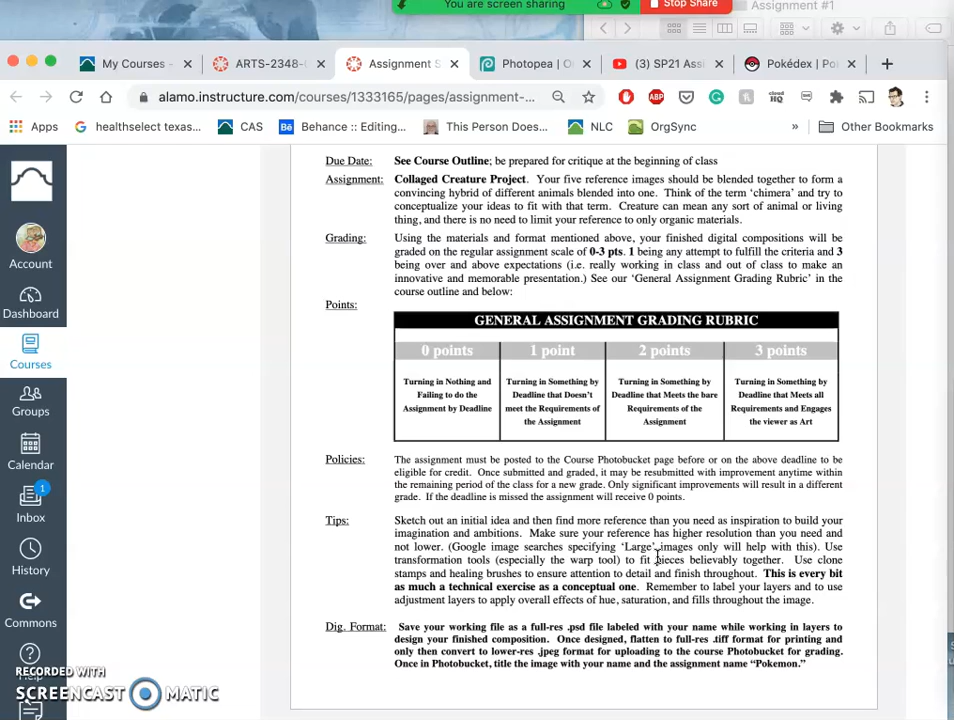 You are screen sharing
Stop Share
Assignment #1
My Courses -
ARTS-2348-
Assignment S
Photopea | O
(3) SP21 Assi
Pokédex | Po
alamo.instructure.com/courses/1333165/pages/assignment-...
ABP
cloud
HQ
Apps
healthselect texas...
CAS
Behance :: Editing...
This Person Does...
NLC
OrgSync
»
Other Bookmarks
Account
Dashboard
Courses
Groups
Calendar
1
Inbox
History
Commons
Due Date: See Course Outline; be prepared for critique at the beginning of class
Assignment: Collaged Creature Project. Your five reference images should be blended together to form a
convincing hybrid of different animals blended into one. Think of the term ‘chimera’ and try to
conceptualize your ideas to fit with that term. Creature can mean any sort of animal or living
thing, and there is no need to limit your reference to only organic materials.
Grading: Using the materials and format mentioned above, your finished digital compositions will be
graded on the regular assignment scale of 0-3 pts. 1 being any attempt to fulfill the criteria and 3
being over and above expectations (i.e. really working in class and out of class to make an
innovative and memorable presentation.) See our ‘General Assignment Grading Rubric’ in the
course outline and below:
Points:
GENERAL ASSIGNMENT GRADING RUBRIC
0 points 1 point 2 points 3 points
Turning in Nothing and Turning in Something by Turning in Something by Turning in Something by
Failing to do the Deadline that Doesn’t Deadline that Meets the bare Deadline that Meets all
Assignment by Deadline meet the Requirements of Requirements of the Requirements and Engages
the Assignment Assignment the viewer as Art
Policies: The assignment must be posted to the Course Photobucket page before or on the above deadline to be
eligible for credit. Once submitted and graded, it may be resubmitted with improvement anytime within
the remaining period of the class for a new grade. Only significant improvements will result in a different
grade. If the deadline is missed the assignment will receive 0 points.
Tips: Sketch out an initial idea and then find more reference than you need as inspiration to build your
imagination and ambitions. Make sure your reference has higher resolution than you need and
not lower. (Google image searches specifying ‘Large’ images only will help with this). Use
transformation tools (especially the warp tool) to fit pieces believably together. Use clone
stamps and healing brushes to ensure attention to detail and finish throughout. This is every bit
as much a technical exercise as a conceptual one. Remember to label your layers and to use
adjustment layers to apply overall effects of hue, saturation, and fills throughout the image.
Dig. Format: Save your working file as a full-res .psd file labeled with your name while working in layers to
design your finished composition. Once designed, flatten to full-res .tiff format for printing and
only then convert to lower-res .jpeg format for uploading to the course Photobucket for grading.
Once in Photobucket, title the image with your name and the assignment name “Pokemon.”
RECORDED WITH
SCREENCAST MATIC